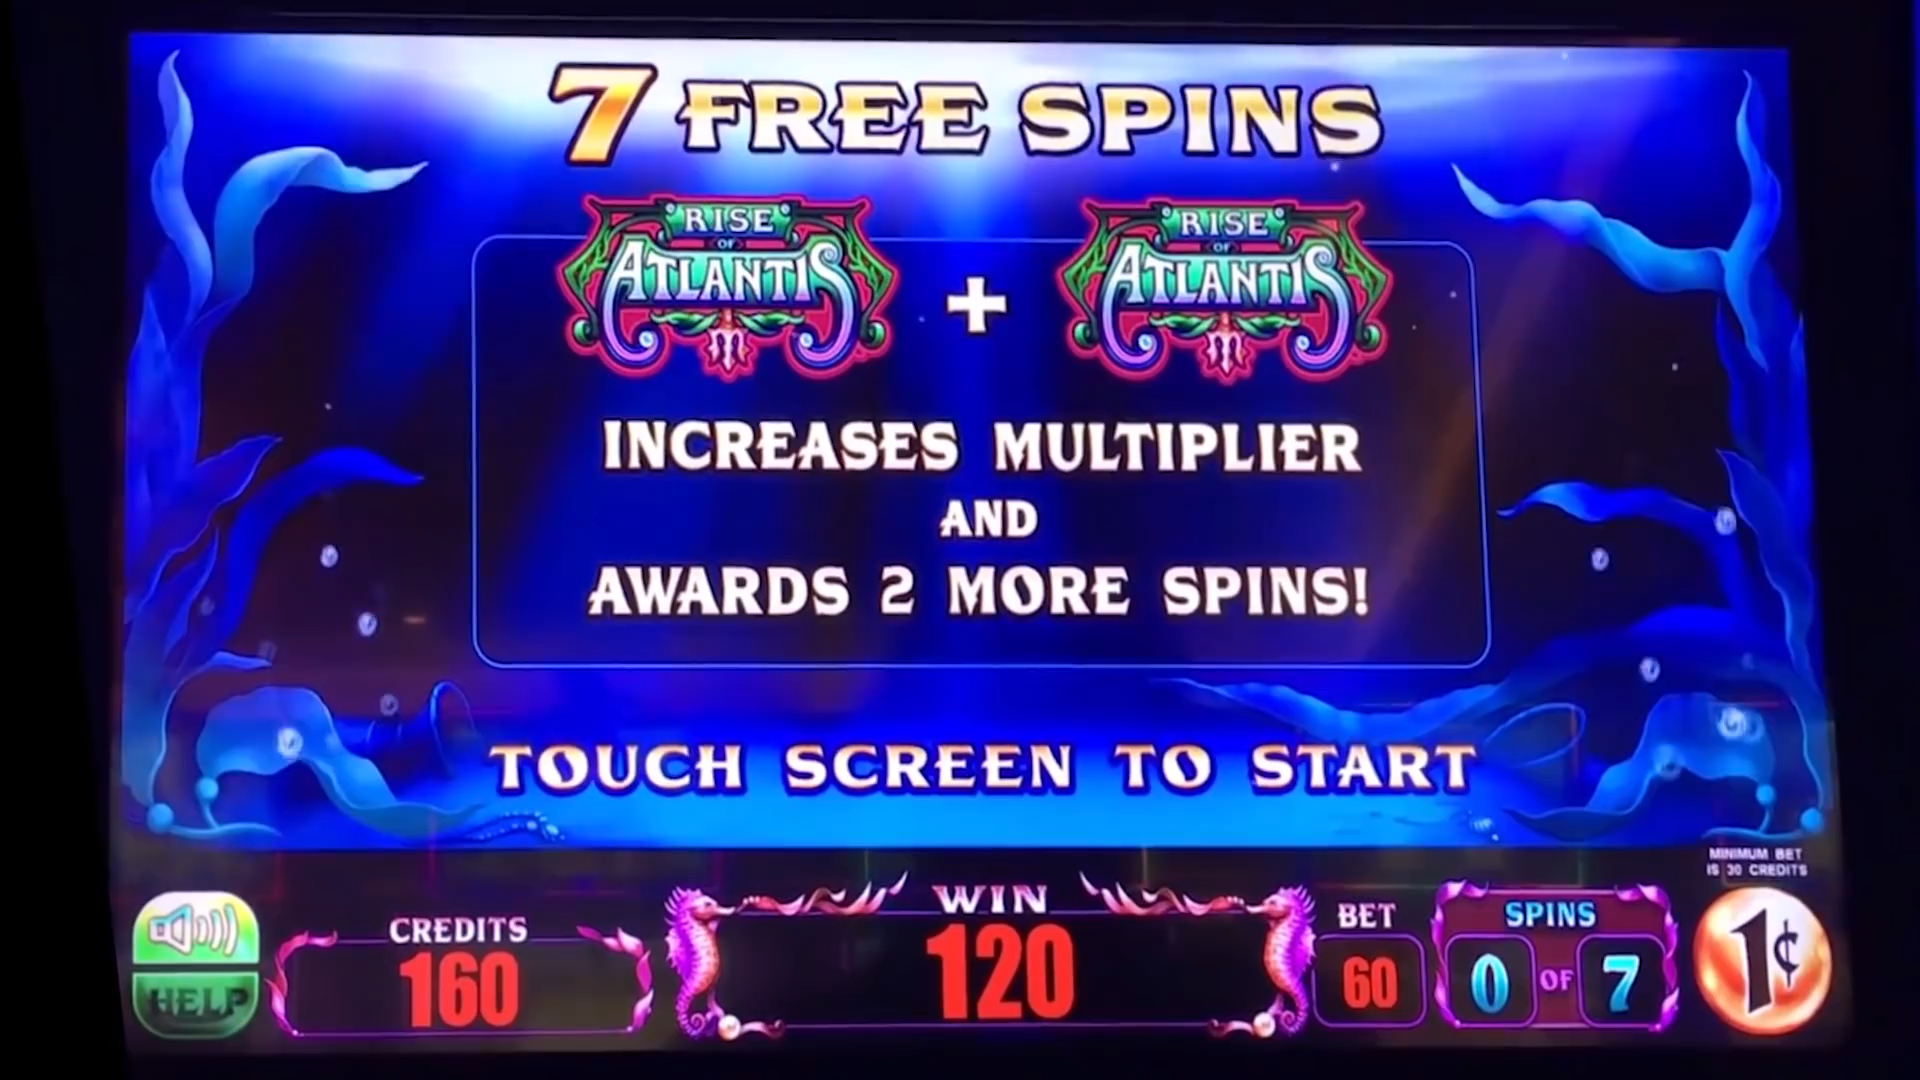 7 FREE SPINS
RISE OF ATLANTIS + RISE OF ATLANTIS
INCREASES MULTIPLIER
AND
AWARDS 2 MORE SPINS!
TOUCH SCREEN TO START
MINIMUM BET
IS 30 CREDITS
CREDITS
160
WIN
120
BET
60
SPINS
0 OF 7
1¢
HELP